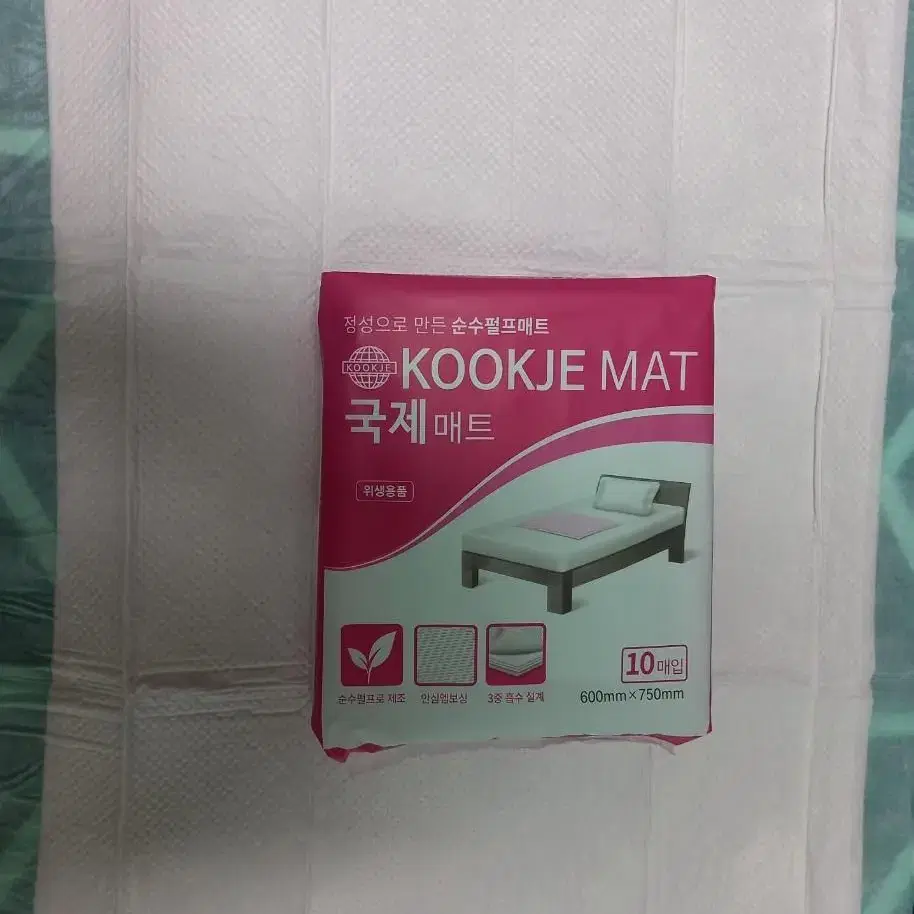 정성으로 만든 순수펄프매트
KOOKJE KOOKJE MAT
국제매트
위생용품
순수펄프로 제조
안심엠보싱
3중 흡수 설계
10매입
600mm×750mm